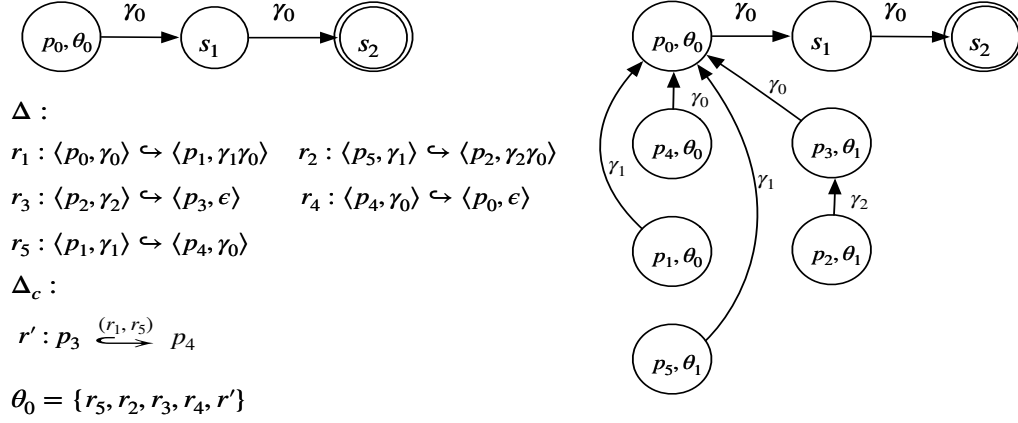 γ₀ γ₀
p₀, θ₀ s₁ s₂
Δ :
r₁ : ⟨p₀, γ₀⟩ ↪ ⟨p₁, γ₁γ₀⟩ r₂ : ⟨p₅, γ₁⟩ ↪ ⟨p₂, γ₂γ₀⟩
r₃ : ⟨p₂, γ₂⟩ ↪ ⟨p₃, ϵ⟩ r₄ : ⟨p₄, γ₀⟩ ↪ ⟨p₀, ϵ⟩
r₅ : ⟨p₁, γ₁⟩ ↪ ⟨p₄, γ₀⟩
Δ_c :
r′ : p₃ ↪^(r₁, r₅) p₄
θ₀ = {r₅, r₂, r₃, r₄, r′}
γ₀ γ₀
p₀, θ₀ s₁ s₂
γ₀ γ₀
p₄, θ₀ p₃, θ₁
γ₁ γ₁
γ₂
p₁, θ₀ p₂, θ₁
p₅, θ₁